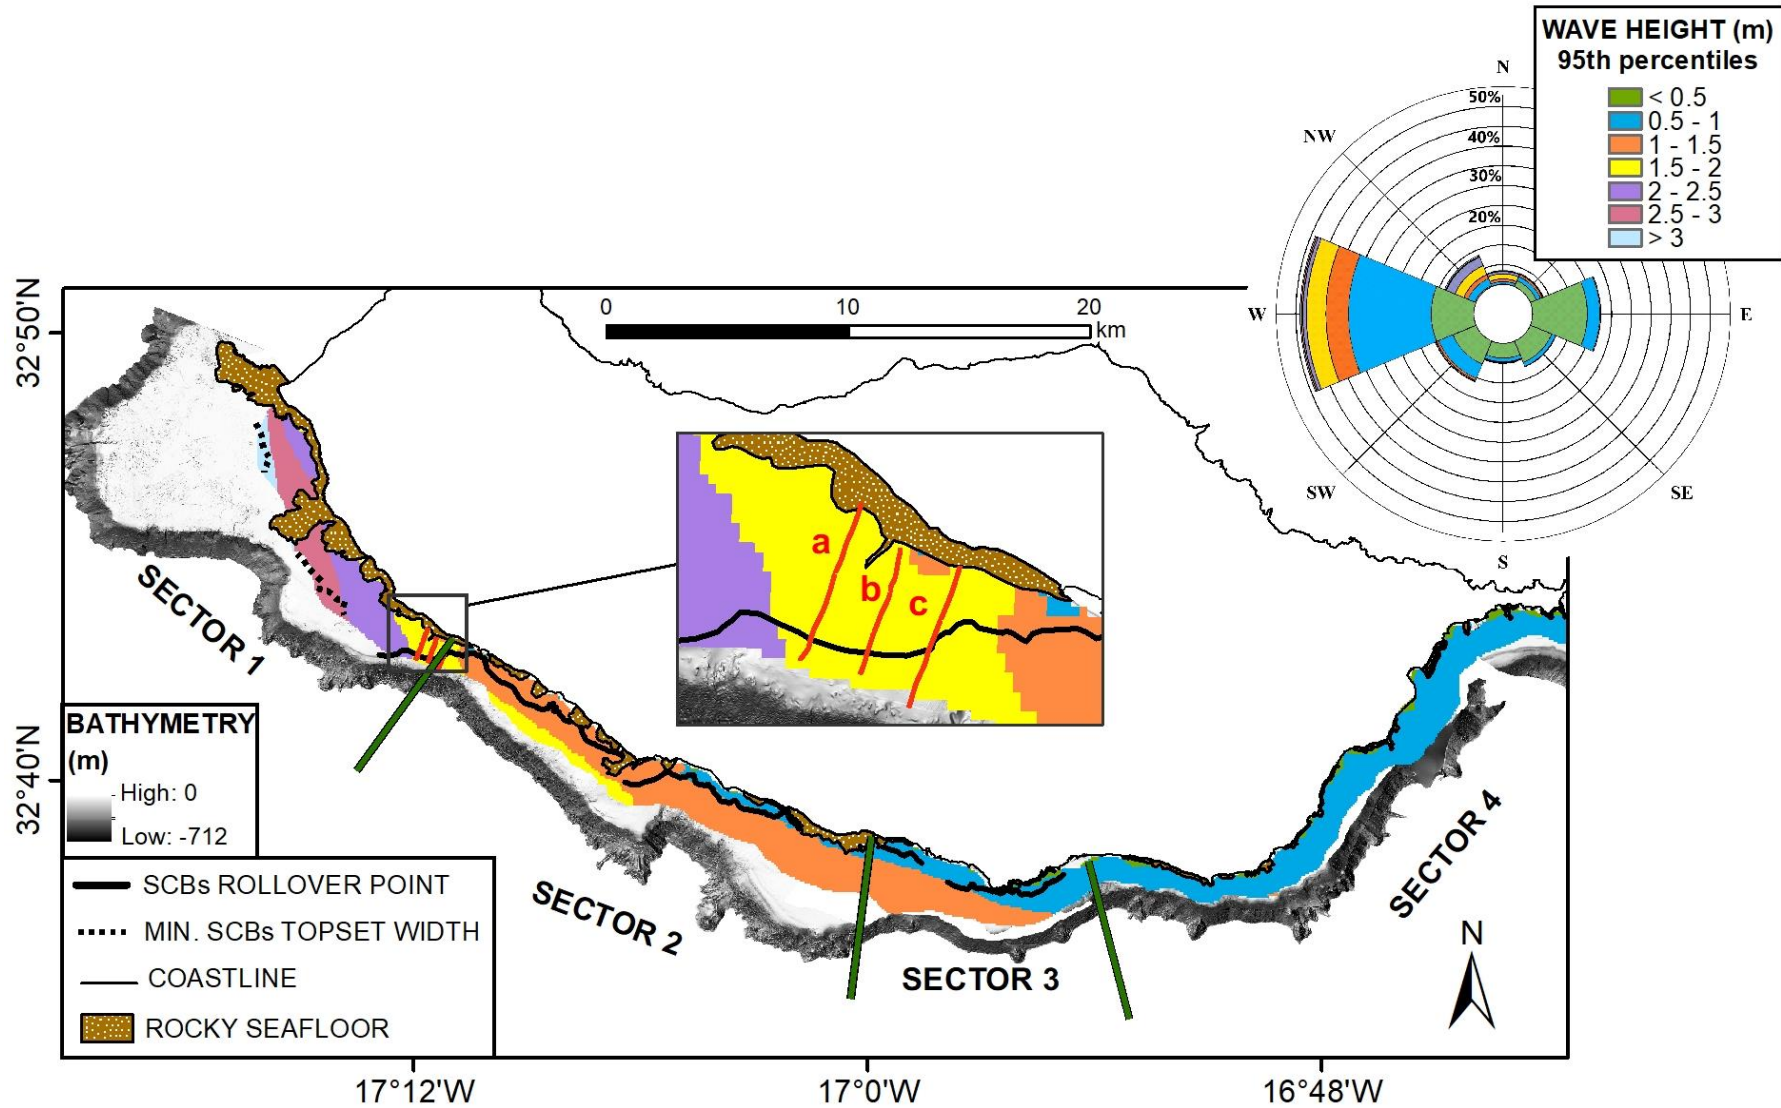 WAVE HEIGHT (m)
95th percentiles
< 0.5
0.5 - 1
1 - 1.5
1.5 - 2
2 - 2.5
2.5 - 3
> 3
N
50%
40%
30%
20%
NW
W
E
SW
SE
S
32°50'N
32°40'N
0
10
20
km
a
b
c
SECTOR 1
SECTOR 2
SECTOR 3
SECTOR 4
BATHYMETRY
(m)
High: 0
Low: -712
SCBs ROLLOVER POINT
MIN. SCBs TOPSET WIDTH
COASTLINE
ROCKY SEAFLOOR
N
17°12'W
17°0'W
16°48'W